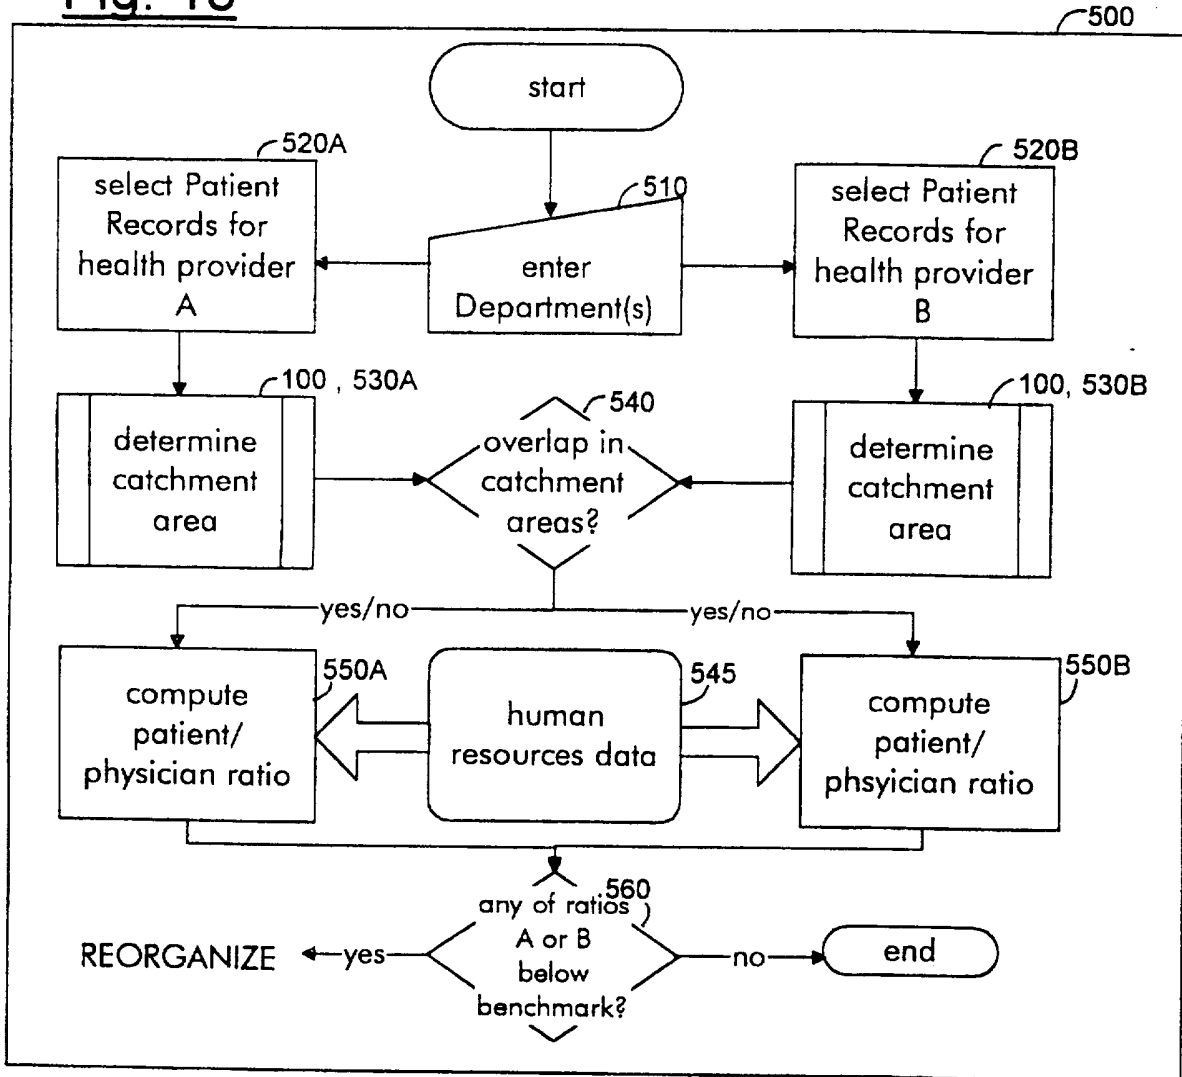 500
start
520A
select Patient
Records for
health provider
A
510
enter
Department(s)
520B
select Patient
Records for
health provider
B
100 , 530A
determine
catchment
area
540
overlap in
catchment
areas?
100, 530B
determine
catchment
area
yes/no
yes/no
550A
compute
patient/
physician ratio
545
human
resources data
550B
compute
patient/
phsyician ratio
560
any of ratios
A or B
below
benchmark?
yes
REORGANIZE
no
end